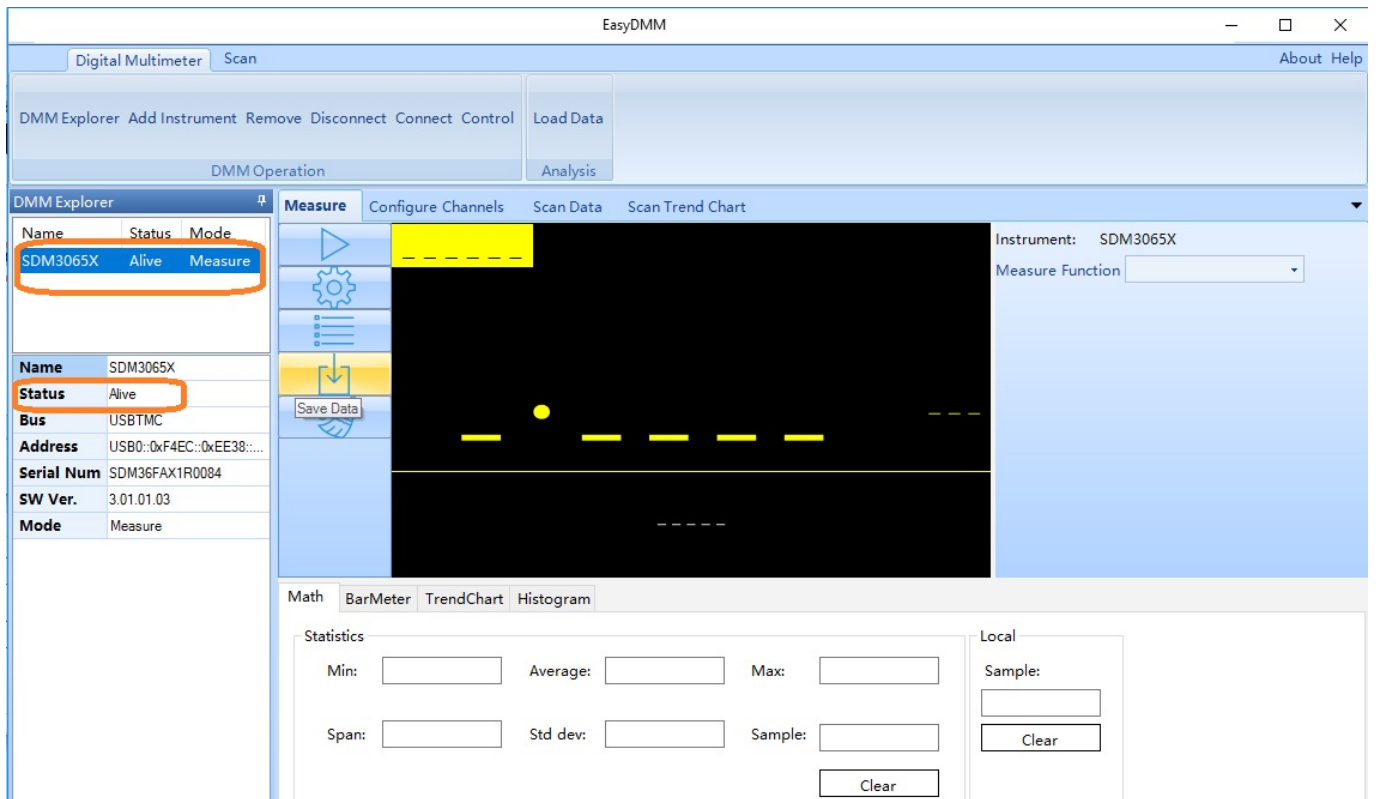 EasyDMM
Digital Multimeter Scan About Help
DMM Explorer Add Instrument Remove Disconnect Connect Control Load Data
DMM Operation Analysis
DMM Explorer
Name Status Mode
SDM3065X Alive Measure
Name SDM3065X
Status Alive
Bus USBTMC
Address USB0::0xF4EC::0xEE38::...
Serial Num SDM36FAX1R0084
SW Ver. 3.01.01.03
Mode Measure
Measure Configure Channels Scan Data Scan Trend Chart
Save Data
Instrument: SDM3065X
Measure Function
Math BarMeter TrendChart Histogram
Statistics
Min: Average: Max:
Span: Std dev: Sample:
Clear
Local
Sample:
Clear